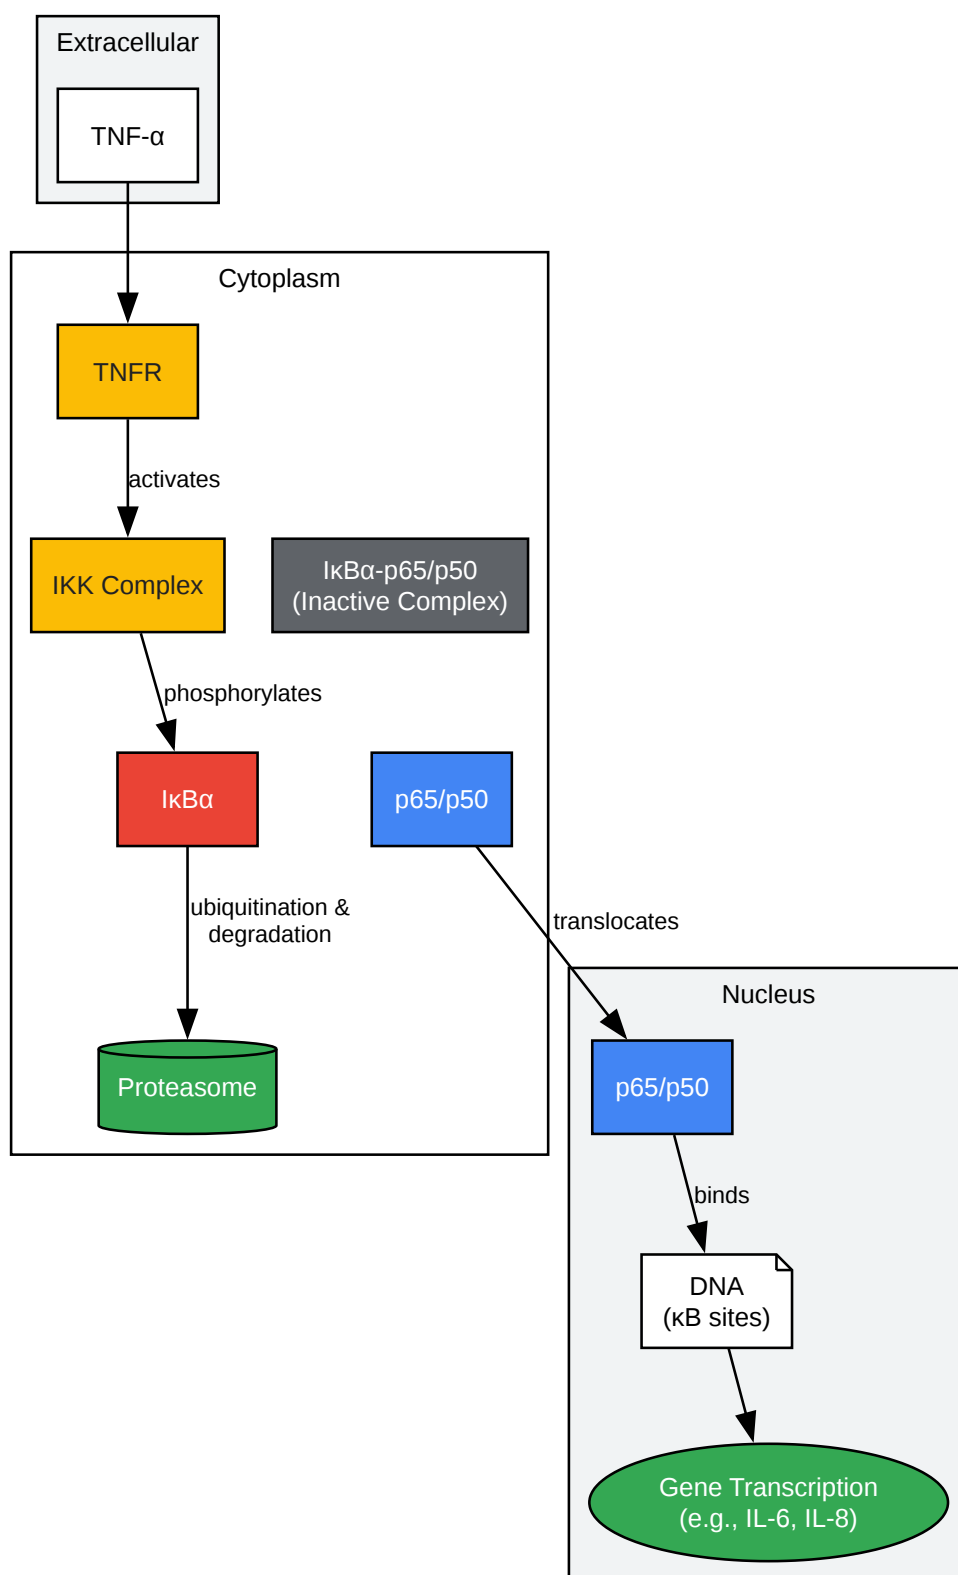 Extracellular
TNF-α
Cytoplasm
TNFR
activates
IKK Complex
IκBα-p65/p50
(Inactive Complex)
phosphorylates
IκBα
p65/p50
ubiquitination &
degradation
translocates
Nucleus
Proteasome
p65/p50
binds
DNA
(κB sites)
Gene Transcription
(e.g., IL-6, IL-8)